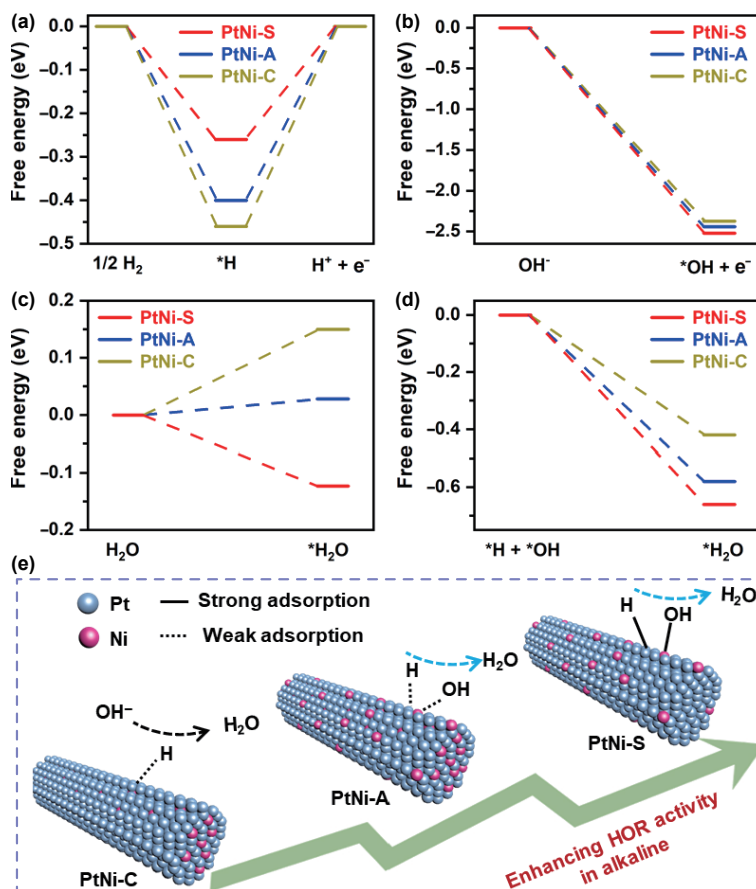 (a)
0.0
−0.1
−0.2
−0.3
−0.4
−0.5
Free energy (eV)
PtNi-S
PtNi-A
PtNi-C
1/2 H₂
*H
H⁺ + e⁻
(b)
0.0
−0.5
−1.0
−1.5
−2.0
−2.5
Free energy (eV)
PtNi-S
PtNi-A
PtNi-C
OH⁻
*OH + e⁻
(c)
0.2
0.1
0.0
−0.1
−0.2
Free energy (eV)
PtNi-S
PtNi-A
PtNi-C
H₂O
*H₂O
(d)
0.0
−0.2
−0.4
−0.6
Free energy (eV)
PtNi-S
PtNi-A
PtNi-C
*H + *OH
*H₂O
(e)
Pt
Strong adsorption
Ni
Weak adsorption
OH⁻
H₂O
H
PtNi-C
H
OH
H₂O
PtNi-A
H
OH
H₂O
PtNi-S
Enhancing HOR activity
in alkaline